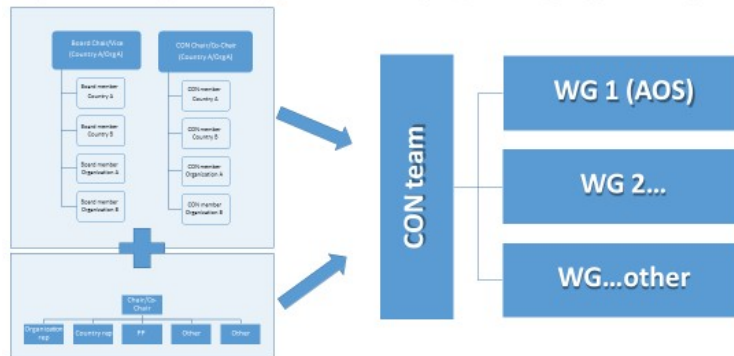 Board Chair/Vice
(Country A/Org A)
CON Chair/Co-Chair
(Country A/Org A)
Board member
Country A
CON member
Country A
Board member
Country B
CON member
Country B
Board member
Organization A
CON member
Organization A
Board member
Organization B
CON member
Organization B
Chair/Co-
Chair
Organization
rep
Country rep
PP
Other
Other
CON team
WG 1 (AOS)
WG 2...
WG...other